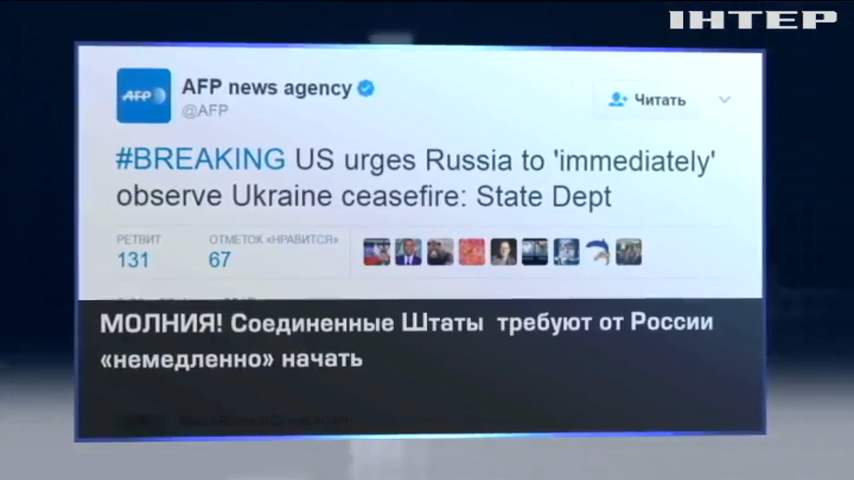 ІНТЕР
AFP AFP news agency
@AFP
Читать
#BREAKING US urges Russia to 'immediately'
observe Ukraine ceasefire: State Dept
РЕТВИТ ОТМЕТОК «НРАВИТСЯ»
131 67
МОЛНИЯ! Соединенные Штаты требуют от России
«немедленно» начать